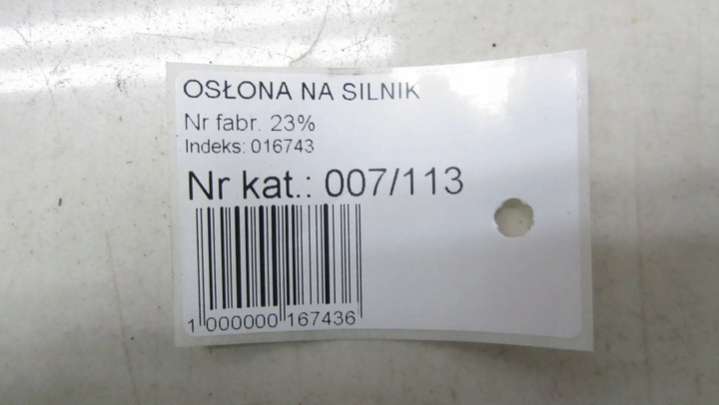 OSŁONA NA SILNIK
Nr fabr. 23%
Indeks: 016743
Nr kat.: 007/113
1 000000 167436